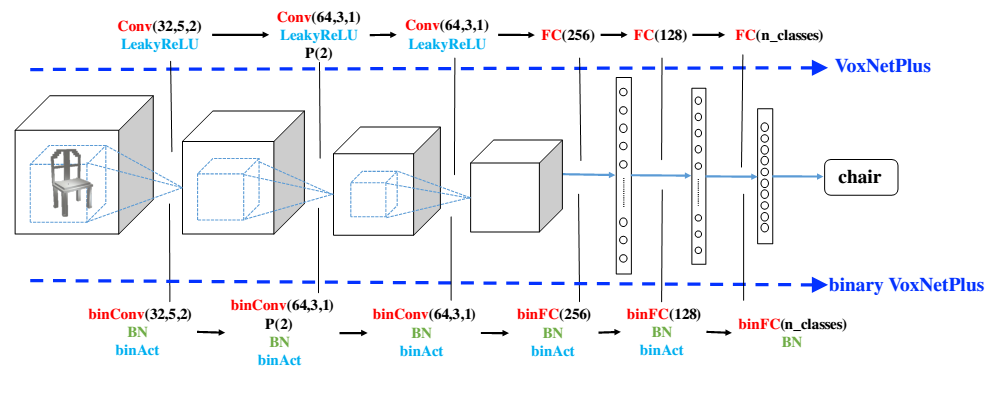 Conv(32,5,2)
LeakyReLU
Conv(64,3,1)
LeakyReLU
P(2)
Conv(64,3,1)
LeakyReLU
FC(256)
FC(128)
FC(n_classes)
VoxNetPlus
chair
binary VoxNetPlus
binConv(32,5,2)
BN
binAct
binConv(64,3,1)
P(2)
BN
binAct
binConv(64,3,1)
BN
binAct
binFC(256)
BN
binAct
binFC(128)
BN
binAct
binFC(n_classes)
BN